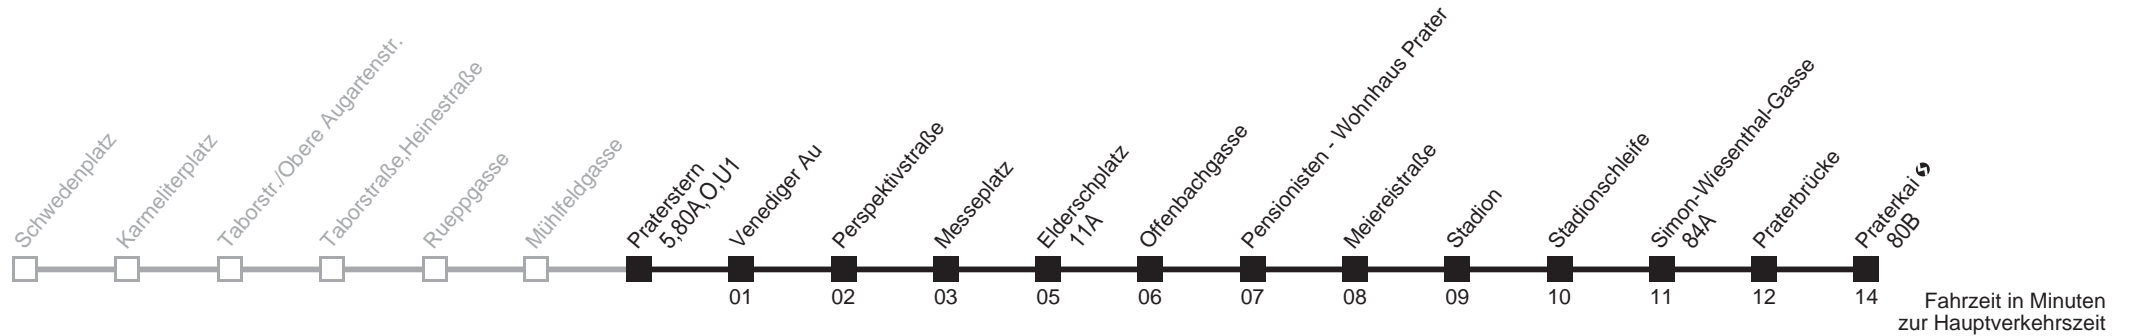 Schwedenplatz
Karmeliterplatz
Taborstr./Obere Augartenstr.
Taborstraße,Heinestraße
Rueppgasse
Mühlfeldgasse
Praterstern
5,80A,O,U1
Venediger Au
Perspektivstraße
Messeplatz
Elderschplatz
11A
Offenbachgasse
Pensionisten - Wohnhaus Prater
Meiereistraße
Stadion
Stadionschleife
Simon-Wiesenthal-Gasse
84A
Praterbrücke
Praterkai
80B
01
02
03
05
06
07
08
09
10
11
12
14
Fahrzeit in Minuten
zur Hauptverkehrszeit